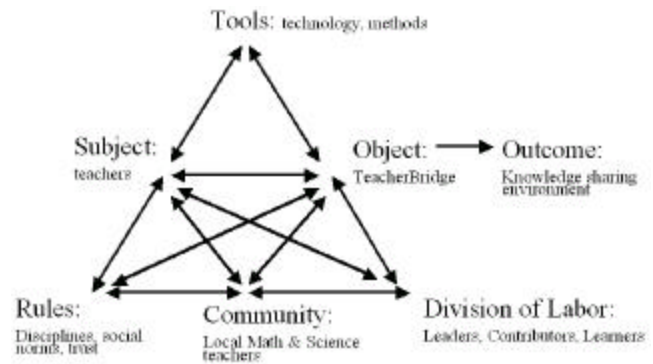 Tools: technology, methods
Subject:
teachers
Object:
TeacherBridge
Outcome:
Knowledge sharing
environment
Rules:
Disciplines, social
norms, trust
Community:
Local Math & Science
teachers
Division of Labor:
Leaders, Contributors, Learners